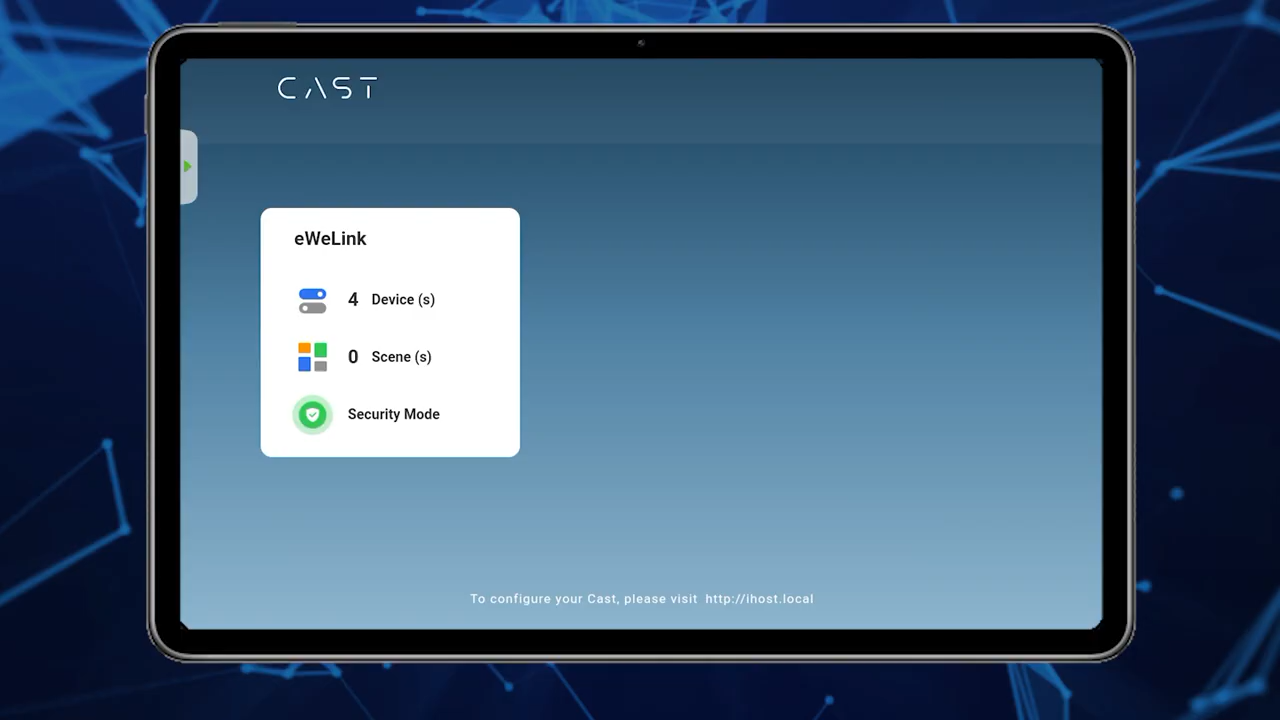 CAST
eWeLink
4 Device (s)
0 Scene (s)
Security Mode
To configure your Cast, please visit http://ihost.local